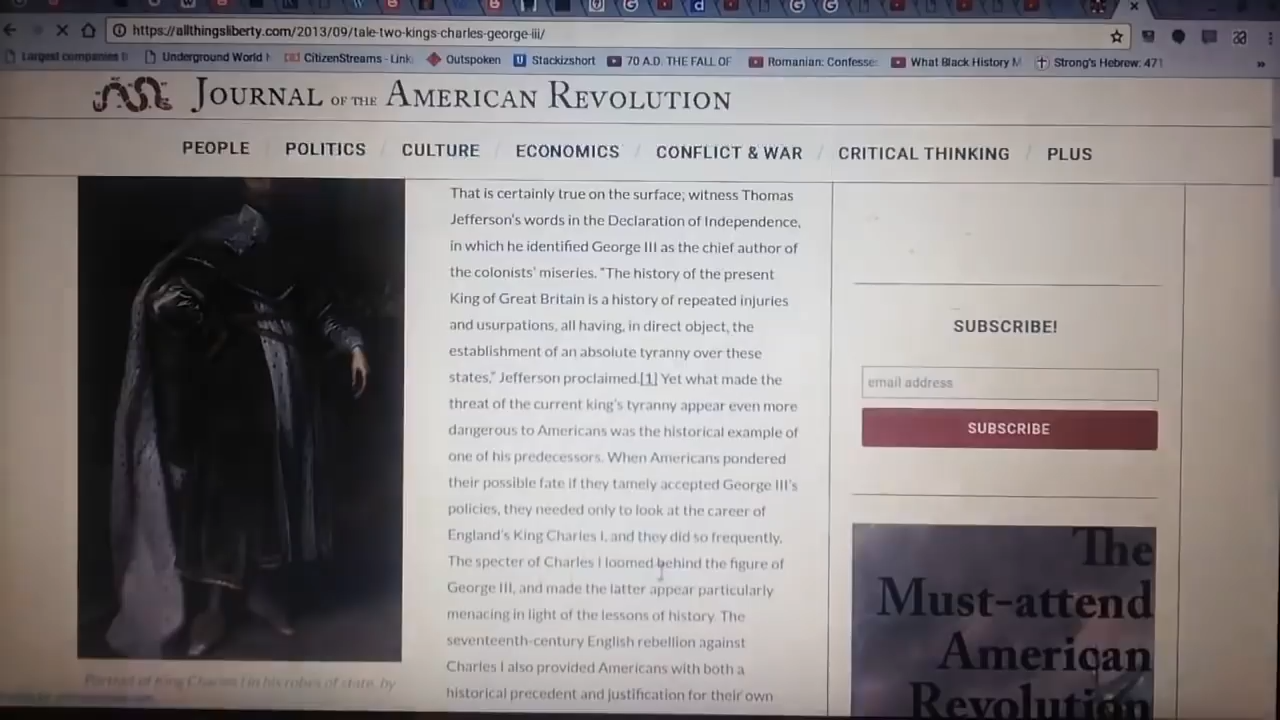 https://allthingsliberty.com/2013/09/tale-two-kings-charles-george-iii/
Largest companies
Underground World
CitizenStreams - Link
Outspoken
Stackizshort
70 A.D. THE FALL OF
Romanian: Confesse
What Black History M
Strong's Hebrew: 471
»
JOURNAL OF THE AMERICAN REVOLUTION
PEOPLE / POLITICS / CULTURE / ECONOMICS / CONFLICT & WAR / CRITICAL THINKING / PLUS
That is certainly true on the surface; witness Thomas
Jefferson's words in the Declaration of Independence,
in which he identified George III as the chief author of
the colonists' miseries. "The history of the present
King of Great Britain is a history of repeated injuries
and usurpations, all having, in direct object, the
establishment of an absolute tyranny over these
states," Jefferson proclaimed.[1] Yet what made the
threat of the current king's tyranny appear even more
dangerous to Americans was the historical example of
one of his predecessors. When Americans pondered
their possible fate if they tamely accepted George III's
policies, they needed only to look at the career of
England's King Charles I, and they did so frequently.
The specter of Charles I loomed behind the figure of
George III, and made the latter appear particularly
menacing in light of the lessons of history. The
seventeenth-century English rebellion against
Charles I also provided Americans with both a
historical precedent and justification for their own
Portrait of King Charles I in his robes of state, by
SUBSCRIBE!
email address
SUBSCRIBE
The
Must-attend
American
Revolution